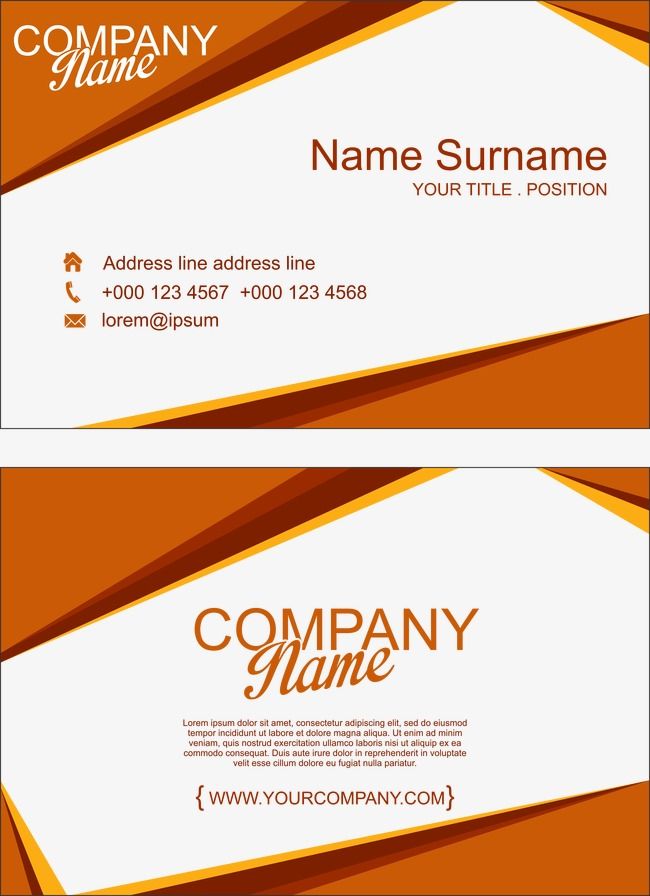 COMPANY
Name
Name Surname
YOUR TITLE . POSITION
Address line address line
+000 123 4567  +000 123 4568
lorem@ipsum
COMPANY
Name
Lorem ipsum dolor sit amet, consectetur adipiscing elit, sed do eiusmod
tempor incididunt ut labore et dolore magna aliqua. Ut enim ad minim
veniam, quis nostrud exercitation ullamco laboris nisi ut aliquip ex ea
commodo consequat. Duis aute irure dolor in reprehenderit in voluptate
velit esse cillum dolore eu fugiat nulla pariatur.
{ WWW.YOURCOMPANY.COM}